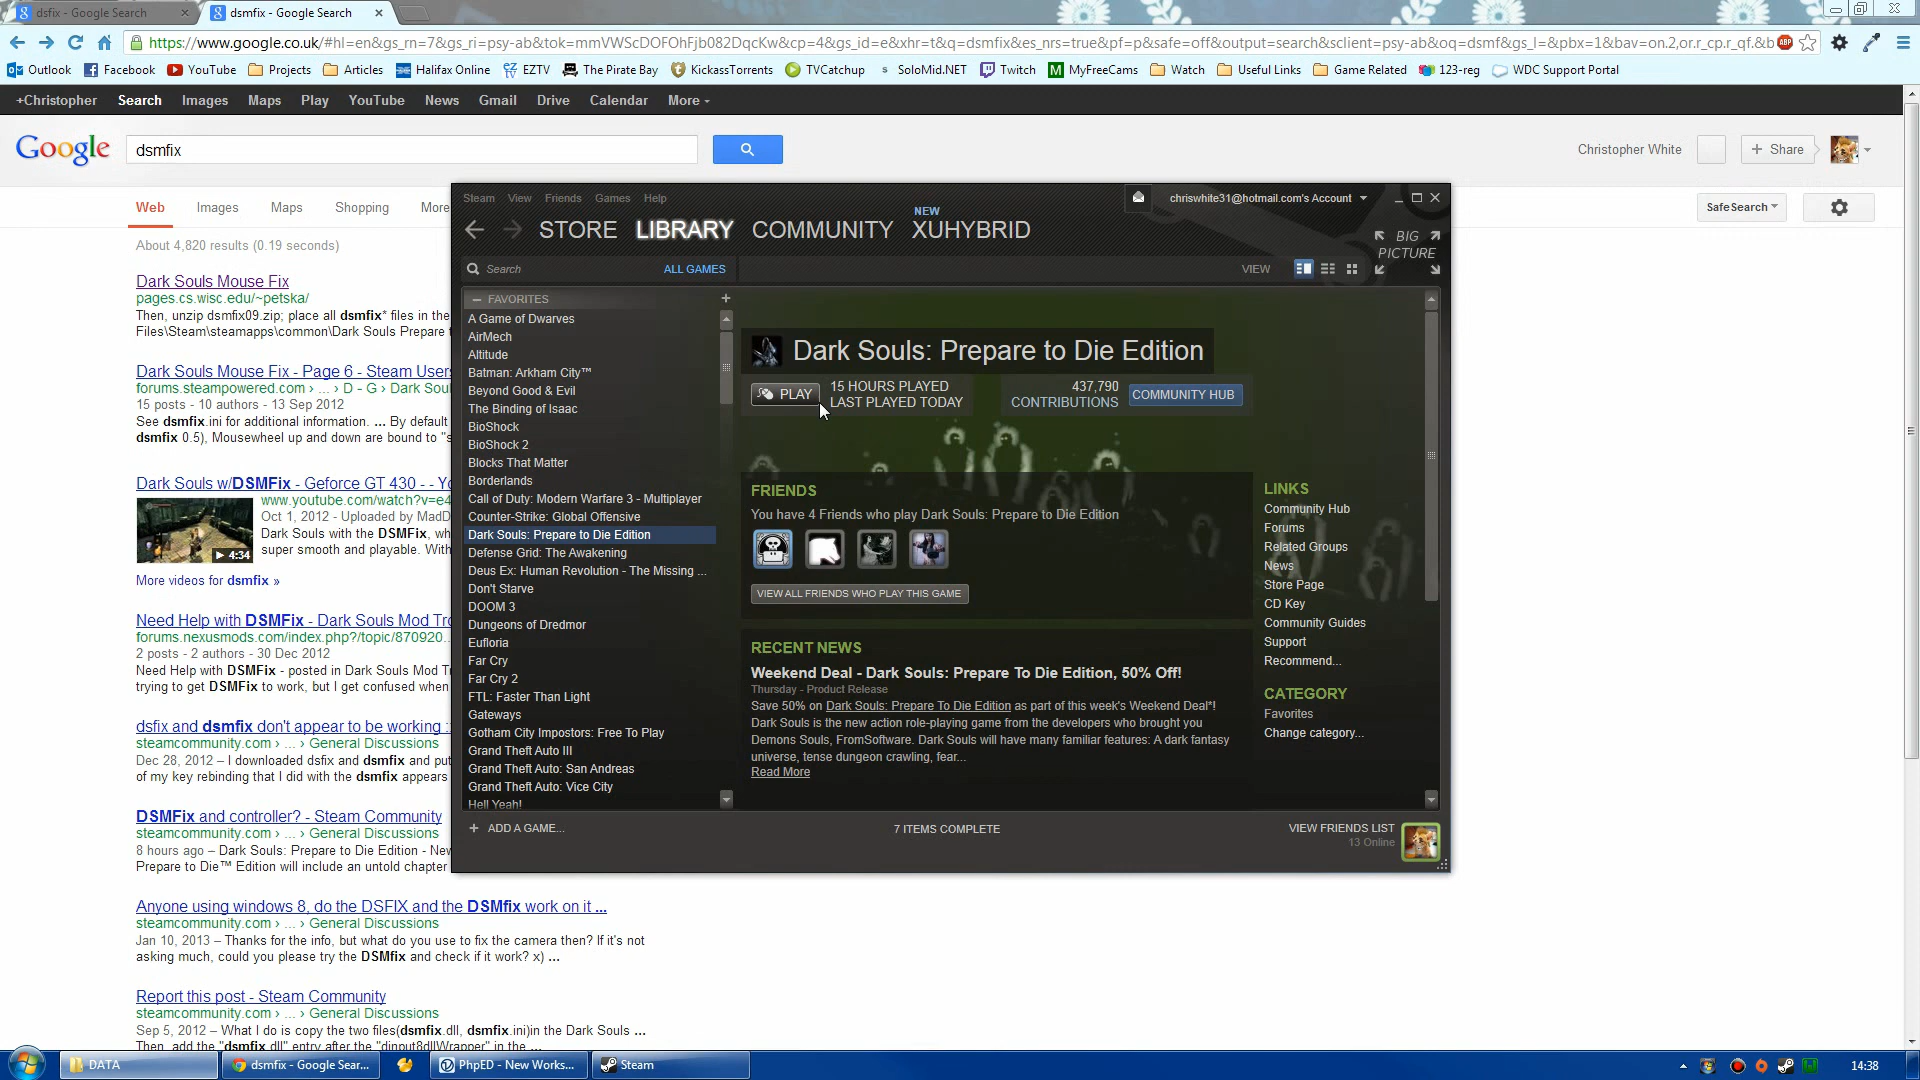 dsfix - Google Search
dsmfix - Google Search
https://www.google.co.uk/#hl=en&gs_rn=7&gs_ri=psy-ab&tok=mmVWScDOFOhFjb082DqcKw&cp=4&gs_id=e&xhr=t&q=dsmfix&es_nrs=true&pf=p&safe=off&output=search&sclient=psy-ab&oq=dsmf&gs_l=&pbx=1&bav=on.2,or.r_cp.r_qf.&b
Outlook Facebook YouTube Projects Articles Halifax Online EZTV The Pirate Bay KickassTorrents TVCatchup SoloMid.NET Twitch MyFreeCams Watch Useful Links Game Related 123-reg WDC Support Portal
+Christopher Search Images Maps Play YouTube News Gmail Drive Calendar More
Google dsmfix Christopher White + Share
Web Images Maps Shopping More SafeSearch
About 4,820 results (0.19 seconds)
Dark Souls Mouse Fix
pages.cs.wisc.edu/~petska/
Then, unzip dsmfix09.zip; place all dsmfix* files in the
Files\Steam\steamapps\common\Dark Souls Prepare
Dark Souls Mouse Fix - Page 6 - Steam Users
forums.steampowered.com › ... › D - G › Dark Soul
15 posts - 10 authors - 13 Sep 2012
See dsmfix.ini for additional information. ... By default
dsmfix 0.5), Mousewheel up and down are bound to "s
Dark Souls w/DSMFix - Geforce GT 430 - - Yo
www.youtube.com/watch?v=e4
Oct 1, 2012 - Uploaded by MadD
Dark Souls with the DSMFix, wh
super smooth and playable. With
4:34
More videos for dsmfix »
Need Help with DSMFix - Dark Souls Mod Tro
forums.nexusmods.com/index.php?/topic/870920...
2 posts - 2 authors - 30 Dec 2012
Need Help with DSMFix - posted in Dark Souls Mod T
trying to get DSMFix to work, but I get confused when
dsfix and dsmfix don't appear to be working ::
steamcommunity.com › ... › General Discussions
Dec 28, 2012 – I downloaded dsfix and dsmfix and put
of my key rebinding that I did with the dsmfix appears
DSMFix and controller? - Steam Community
steamcommunity.com › ... › General Discussions
8 hours ago – Dark Souls: Prepare to Die Edition - New
Prepare to Die™ Edition will include an untold chapter
Anyone using windows 8, do the DSFIX and the DSMfix work on it ...
steamcommunity.com › ... › General Discussions
Jan 10, 2013 – Thanks for the info, but what do you use to fix the camera then? If it's not
asking much, could you please try the DSMfix and check if it work? x) ...
Report this post - Steam Community
steamcommunity.com › ... › General Discussions
Sep 5, 2012 – What I do is copy the two files(dsmfix.dll, dsmfix.ini)in the Dark Souls ...
Then, add the "dsmfix.dll" entry after the "dinput8dllWrapper" in the ...
Steam View Friends Games Help chriswhite31@hotmail.com's Account
NEW
STORE LIBRARY COMMUNITY XUHYBRID
BIG
PICTURE
Search ALL GAMES VIEW
FAVORITES
A Game of Dwarves
AirMech
Altitude
Batman: Arkham City™
Beyond Good & Evil
The Binding of Isaac
BioShock
BioShock 2
Blocks That Matter
Borderlands
Call of Duty: Modern Warfare 3 - Multiplayer
Counter-Strike: Global Offensive
Dark Souls: Prepare to Die Edition
Defense Grid: The Awakening
Deus Ex: Human Revolution - The Missing ...
Don't Starve
DOOM 3
Dungeons of Dredmor
Eufloria
Far Cry
Far Cry 2
FTL: Faster Than Light
Gateways
Gotham City Impostors: Free To Play
Grand Theft Auto III
Grand Theft Auto: San Andreas
Grand Theft Auto: Vice City
Hell Yeah!
Dark Souls: Prepare to Die Edition
PLAY
15 HOURS PLAYED
LAST PLAYED TODAY
437,790
CONTRIBUTIONS
COMMUNITY HUB
FRIENDS
You have 4 Friends who play Dark Souls: Prepare to Die Edition
VIEW ALL FRIENDS WHO PLAY THIS GAME
RECENT NEWS
Weekend Deal - Dark Souls: Prepare To Die Edition, 50% Off!
Thursday - Product Release
Save 50% on Dark Souls: Prepare To Die Edition as part of this week's Weekend Deal*!
Dark Souls is the new action role-playing game from the developers who brought you
Demons Souls, FromSoftware. Dark Souls will have many familiar features: A dark fantasy
universe, tense dungeon crawling, fear...
Read More
LINKS
Community Hub
Forums
Related Groups
News
Store Page
CD Key
Community Guides
Support
Recommend...
CATEGORY
Favorites
Change category...
+ ADD A GAME...
7 ITEMS COMPLETE
VIEW FRIENDS LIST
13 Online
DATA
dsmfix - Google Sear...
PhpED - New Works...
Steam
14:38